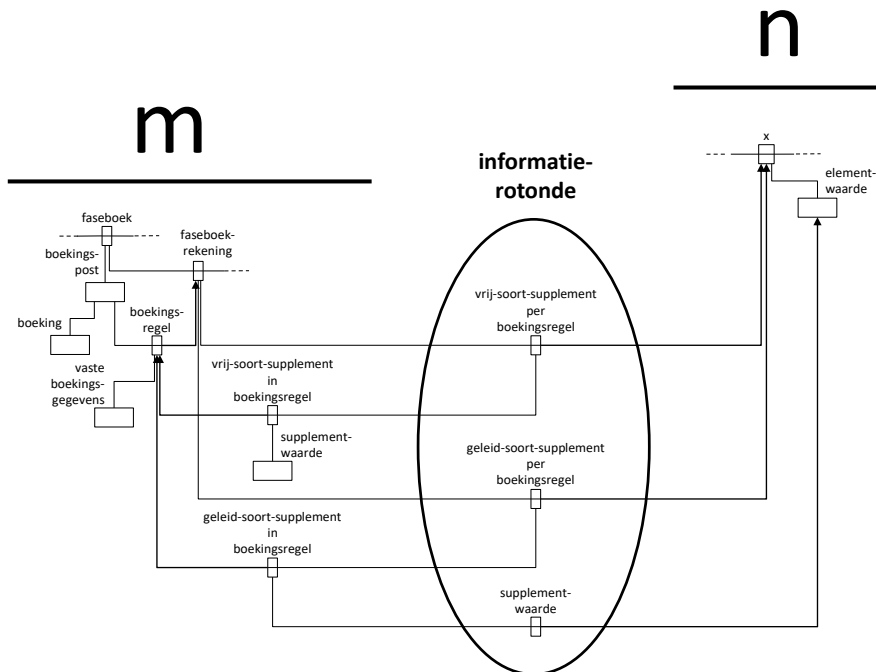 n
m
x
informatie-
rotonde
element-
waarde
faseboek
faseboek-
rekening
boekings-
post
vrij-soort-supplement
per
boekingsregel
boeking
boekings-
regel
vaste
boekings-
gegevens
vrij-soort-supplement
in
boekingsregel
supplement-
waarde
geleid-soort-supplement
per
boekingsregel
geleid-soort-supplement
in
boekingsregel
supplement-
waarde